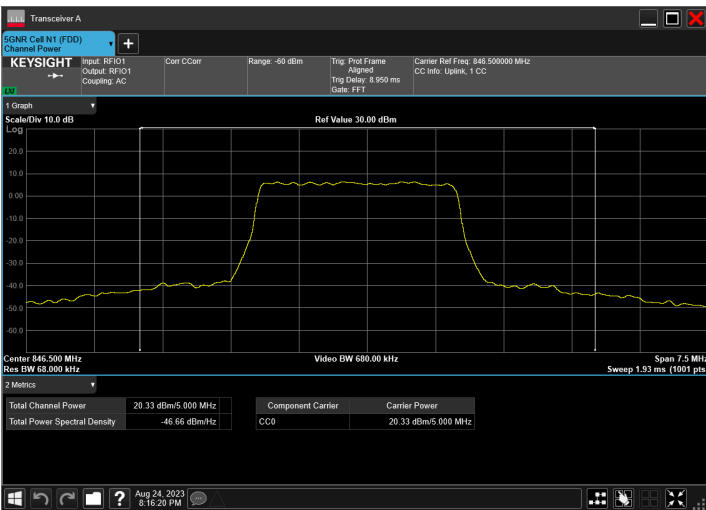 Transceiver A
5GNR Cell N1 (FDD)
Channel Power
KEYSIGHT
LXI
Input: RFIO1
Output: RFIO1
Coupling: AC
Corr CCorr
Range: -60 dBm
Trig: Prot Frame
Aligned
Trig Delay: 8.950 ms
Gate: FFT
Carrier Ref Freq: 846.500000 MHz
CC Info: Uplink, 1 CC
1 Graph
Scale/Div 10.0 dB
Ref Value 30.00 dBm
Log
20.0
10.0
0.00
-10.0
-20.0
-30.0
-40.0
-50.0
-60.0
Center 846.500 MHz
Video BW 680.00 kHz
Span 7.5 MHz
Res BW 68.000 kHz
Sweep 1.93 ms (1001 pts
2 Metrics
Total Channel Power 20.33 dBm/5.000 MHz
Total Power Spectral Density -46.66 dBm/Hz
Component Carrier Carrier Power
CC0 20.33 dBm/5.000 MHz
Aug 24, 2023
8:16:20 PM